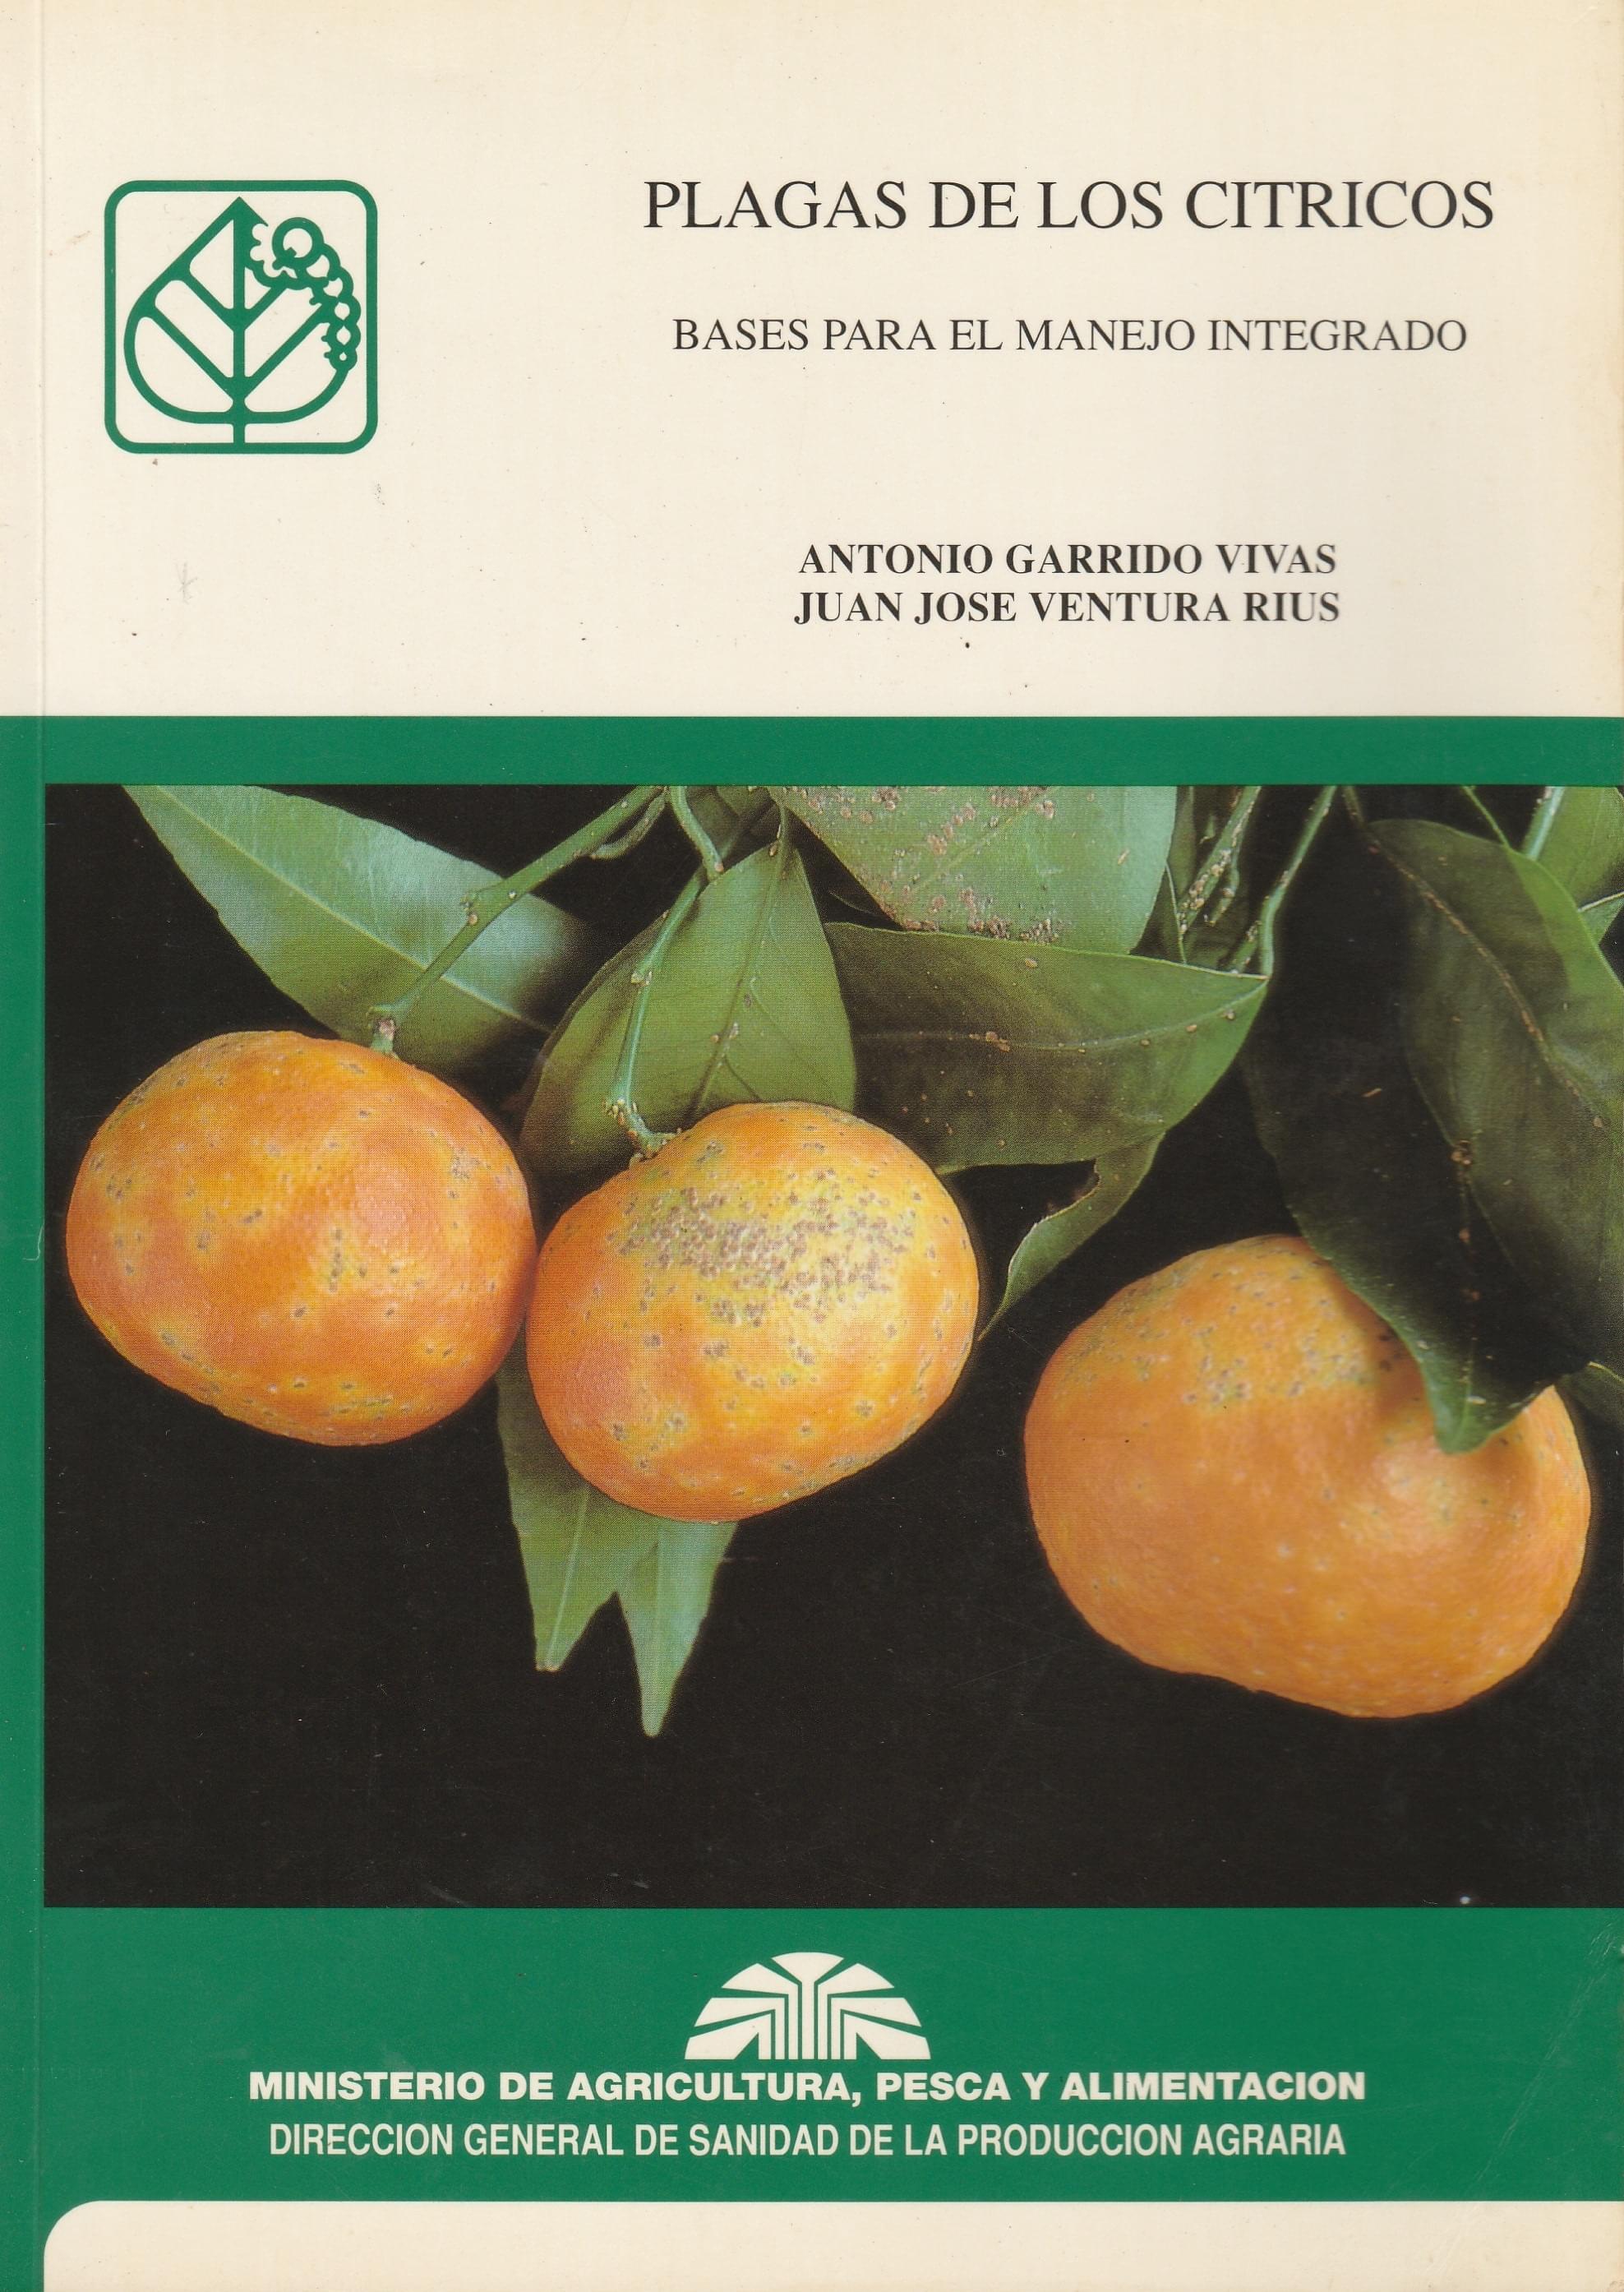 PLAGAS DE LOS CITRICOS
BASES PARA EL MANEJO INTEGRADO
ANTONIO GARRIDO VIVAS
JUAN JOSE VENTURA RIUS
MINISTERIO DE AGRICULTURA, PESCA Y ALIMENTACION
DIRECCION GENERAL DE SANIDAD DE LA PRODUCCION AGRARIA